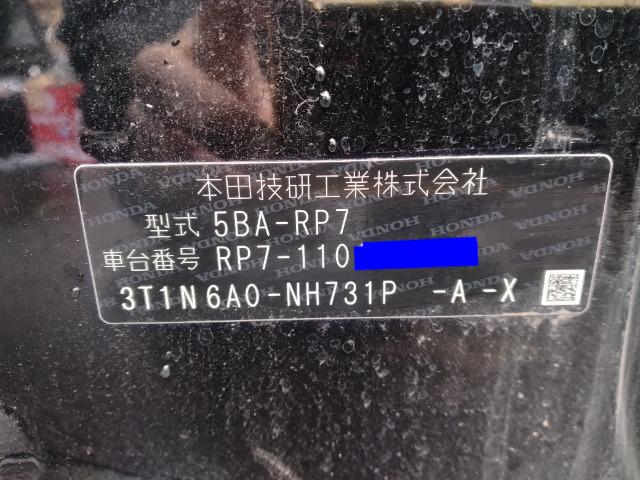 本田技研工業株式会社
型式 5BA-RP7
車台番号 RP7-110
3T1N6A0-NH731P -A -X